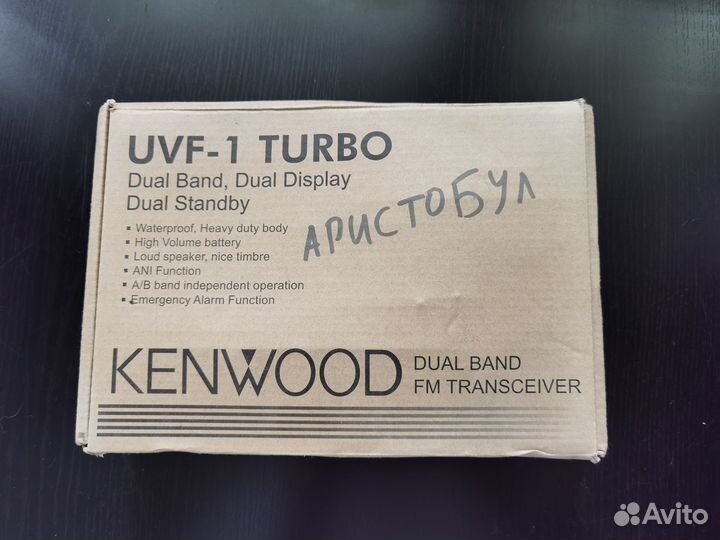 UVF-1 TURBO
Dual Band, Dual Display
Dual Standby
АРИСТОБУЛ
▪ Waterproof, Heavy duty body
▪ High Volume battery
▪ Loud speaker, nice timbre
▪ ANI Function
▪ A/B band independent operation
▪ Emergency Alarm Function
KENWOOD
DUAL BAND
FM TRANSCEIVER
Avito